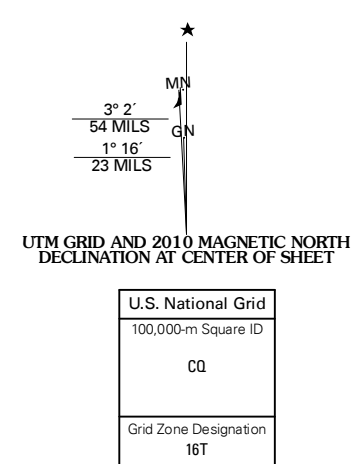 MN
3° 2´
54 MILS
GN
1° 16´
23 MILS
UTM GRID AND 2010 MAGNETIC NORTH
DECLINATION AT CENTER OF SHEET
U.S. National Grid
100,000-m Square ID
CQ
Grid Zone Designation
16T